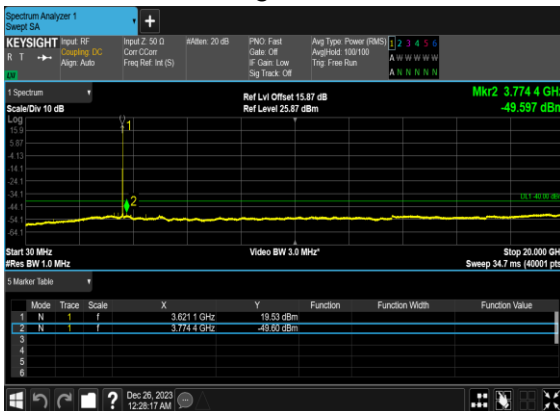 Spectrum Analyzer 1
Swept SA
+
KEYSIGHT Input: RF Input Z: 50 Ω #Atten: 20 dB PNO: Fast Avg Type: Power (RMS) 1 2 3 4 5 6
R T Coupling: DC Corr CCorr Gate: Off Avg|Hold: 100/100 A W W W W W
Align: Auto Freq Ref: Int (S) IF Gain: Low Trig: Free Run
Sig Track: Off A N N N N N
1 Spectrum Ref Lvl Offset 15.87 dB Mkr2 3.774 4 GHz
Scale/Div 10 dB Ref Level 25.87 dBm -49.597 dBm
Log
15.9
5.87
-4.13
-14.1
-24.1
-34.1
-44.1
-54.1
-64.1
1
2
DL1 -40.00 dBm
Start 30 MHz Video BW 3.0 MHz* Stop 20.000 GH
#Res BW 1.0 MHz Sweep 34.7 ms (40001 pts
5 Marker Table
Mode Trace Scale X Y Function Function Width Function Value
1 N 1 f 3.621 1 GHz 19.53 dBm
2 N 1 f 3.774 4 GHz -49.60 dBm
3
4
5
6
? Dec 26, 2023
12:28:17 AM